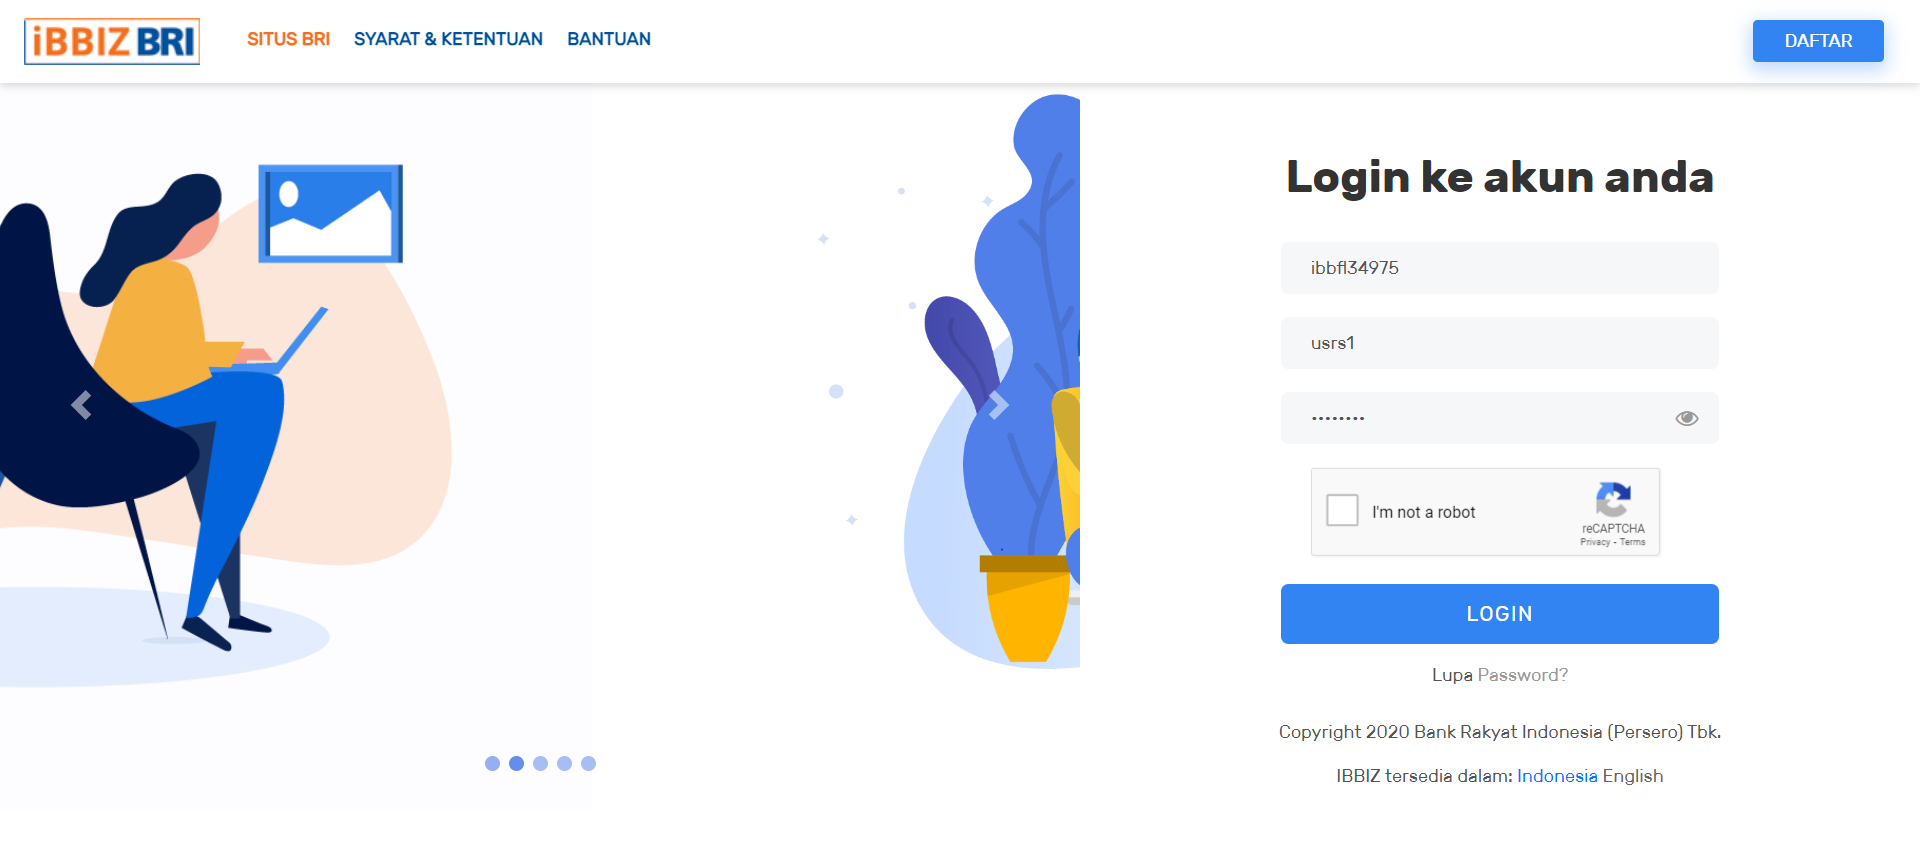 iBBIZ BRI
SITUS BRI
SYARAT & KETENTUAN
BANTUAN
DAFTAR
Login ke akun anda
ibbfl34975
usrs1
••••••••
I'm not a robot
reCAPTCHA
Privacy - Terms
LOGIN
Lupa Password?
Copyright 2020 Bank Rakyat Indonesia (Persero) Tbk.
IBBIZ tersedia dalam: Indonesia English